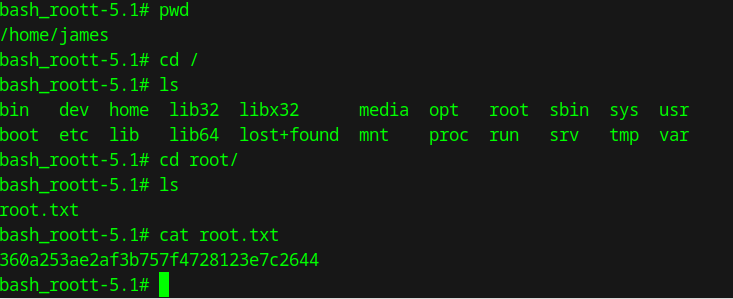 bash_roott-5.1# pwd
/home/james
bash_roott-5.1# cd /
bash_roott-5.1# ls
bin   dev  home  lib32  libx32      media  opt   root  sbin  sys  usr
boot  etc  lib   lib64  lost+found  mnt    proc  run   srv   tmp  var
bash_roott-5.1# cd root/
bash_roott-5.1# ls
root.txt
bash_roott-5.1# cat root.txt
360a253ae2af3b757f4728123e7c2644
bash_roott-5.1#